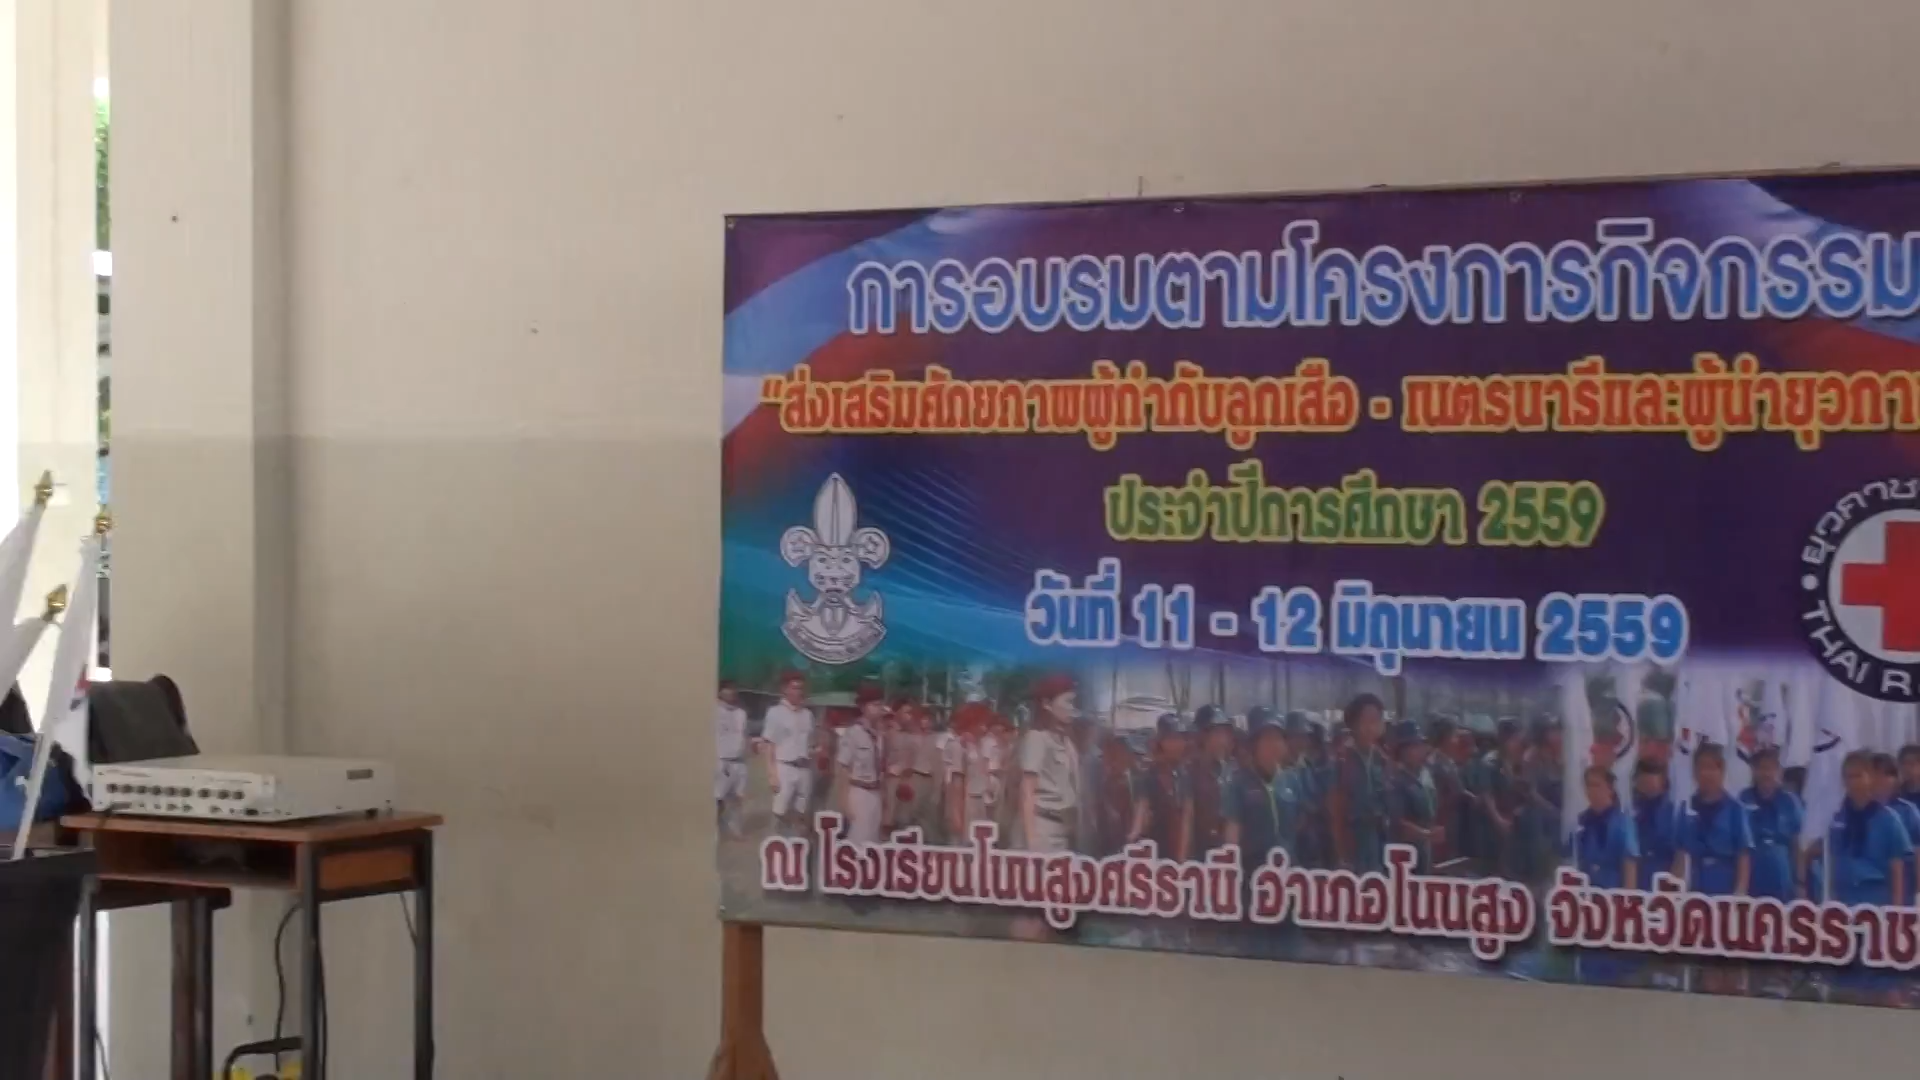 การอบรมตามโครงการกิจกรรม
"ส่งเสริมศักยภาพผู้กำกับลูกเสือ - เนตรนารีและผู้นำยุวกา
ประจำปีการศึกษา 2559
วันที่ 11 - 12 มิถุนายน 2559
ยุวกาช
THAI R
ณ โรงเรียนโนนสูงศรีธานี อำเภอโนนสูง จังหวัดนครราช